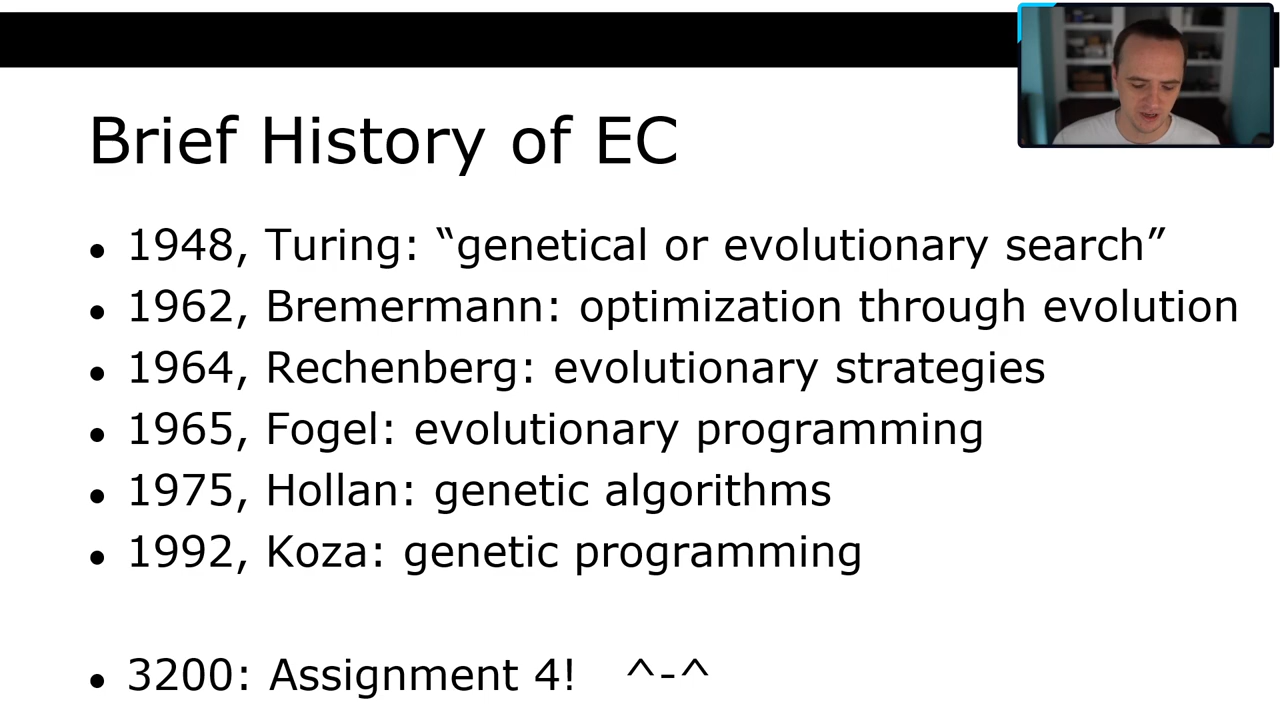 Brief History of EC
• 1948, Turing: “genetical or evolutionary search”
• 1962, Bremermann: optimization through evolution
• 1964, Rechenberg: evolutionary strategies
• 1965, Fogel: evolutionary programming
• 1975, Hollan: genetic algorithms
• 1992, Koza: genetic programming
• 3200: Assignment 4! ^-^